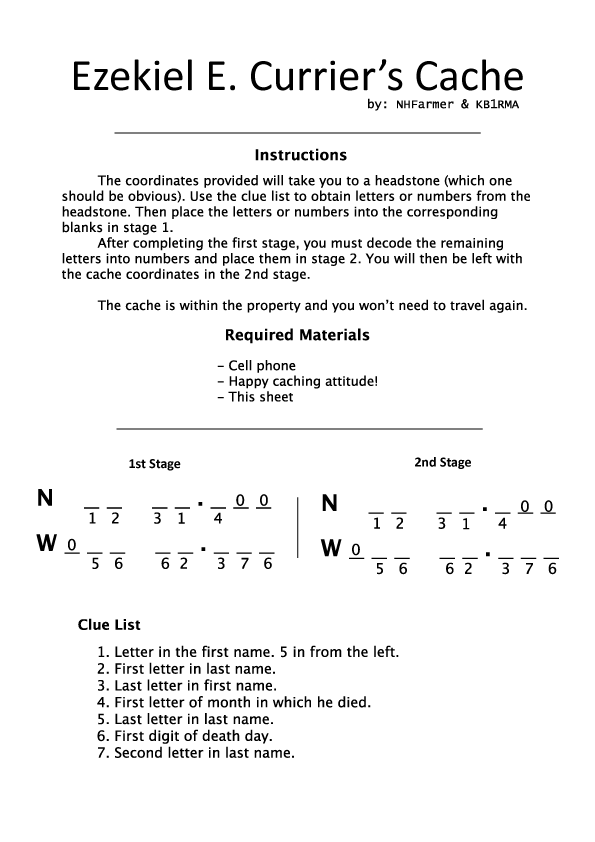 Ezekiel E. Currier's Cache
by: NHFarmer & KB1RMA
Instructions
The coordinates provided will take you to a headstone (which one
should be obvious). Use the clue list to obtain letters or numbers from the
headstone. Then place the letters or numbers into the corresponding
blanks in stage 1.
After completing the first stage, you must decode the remaining
letters into numbers and place them in stage 2. You will then be left with
the cache coordinates in the 2nd stage.
The cache is within the property and you won't need to travel again.
Required Materials
- Cell phone
- Happy caching attitude!
- This sheet
1st Stage
N _ _ _ _ . _ 0 0
1 2 3 1 4
W 0 _ _ _ _ . _ _ _
5 6 6 2 3 7 6
2nd Stage
N _ _ _ _ . _ 0 0
1 2 3 1 4
W 0 _ _ _ _ . _ _ _
5 6 6 2 3 7 6
Clue List
1. Letter in the first name. 5 in from the left.
2. First letter in last name.
3. Last letter in first name.
4. First letter of month in which he died.
5. Last letter in last name.
6. First digit of death day.
7. Second letter in last name.